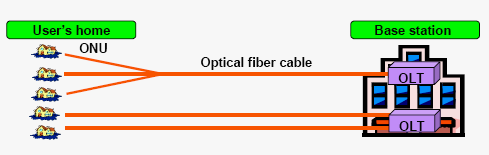 User's home
Base station
ONU
Optical fiber cable
OLT
OLT